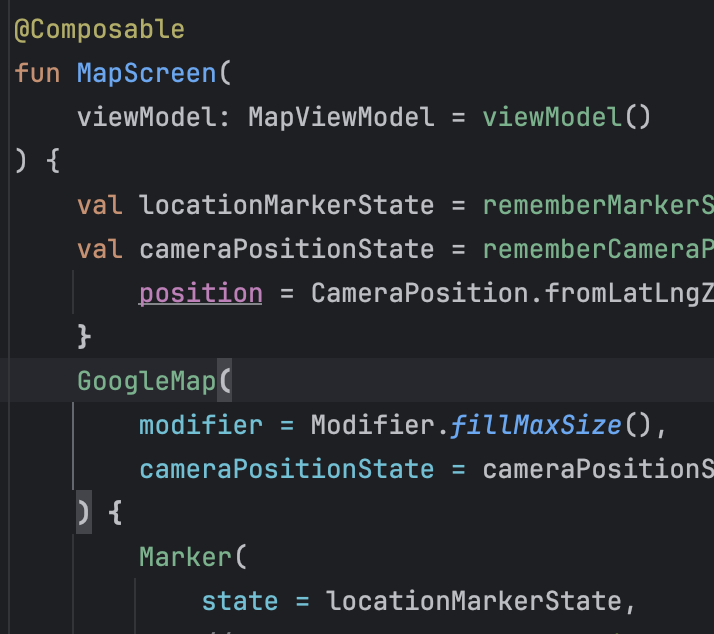 @Composable
fun MapScreen(
    viewModel: MapViewModel = viewModel()
) {
    val locationMarkerState = rememberMarkerS
    val cameraPositionState = rememberCameraP
        position = CameraPosition.fromLatLngZ
    }
    GoogleMap(
        modifier = Modifier.fillMaxSize(),
        cameraPositionState = cameraPositionS
    ) {
        Marker(
            state = locationMarkerState,